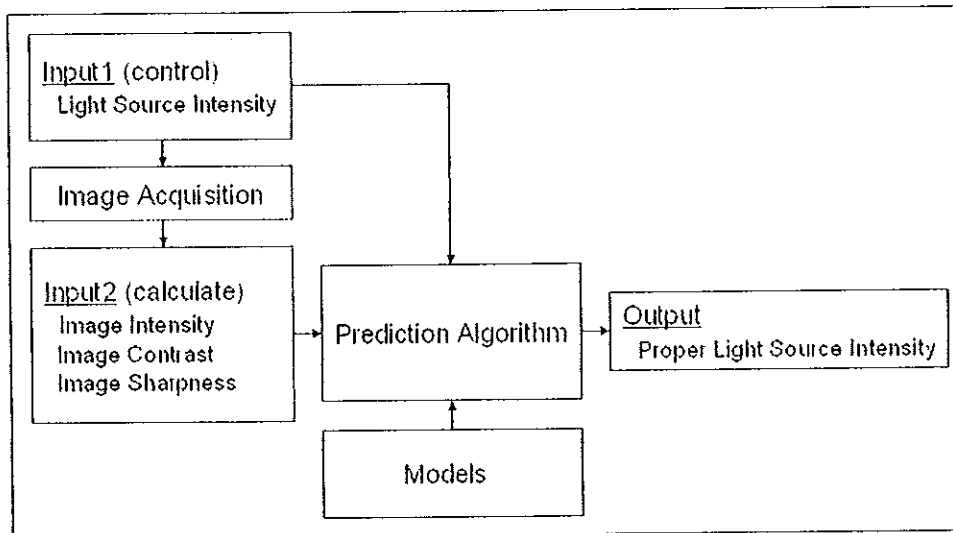 Input1 (control)
Light Source Intensity
Image Acquisition
Input2 (calculate)
Image Intensity
Image Contrast
Image Sharpness
Prediction Algorithm
Output
Proper Light Source Intensity
Models